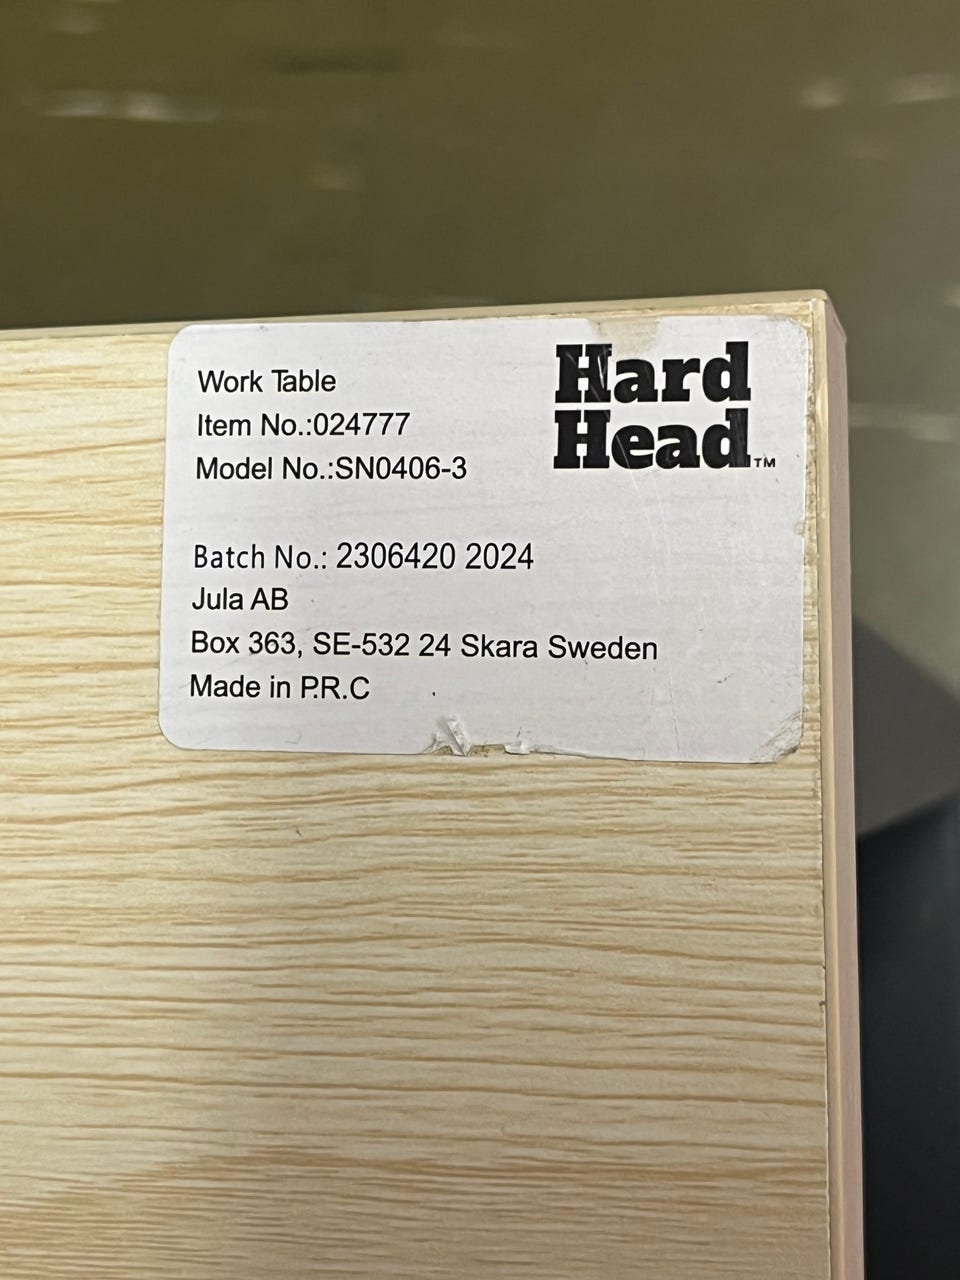 Work Table
Item No.:024777
Model No.:SN0406-3
Hard
Head™
Batch No.: 2306420 2024
Jula AB
Box 363, SE-532 24 Skara Sweden
Made in P.R.C